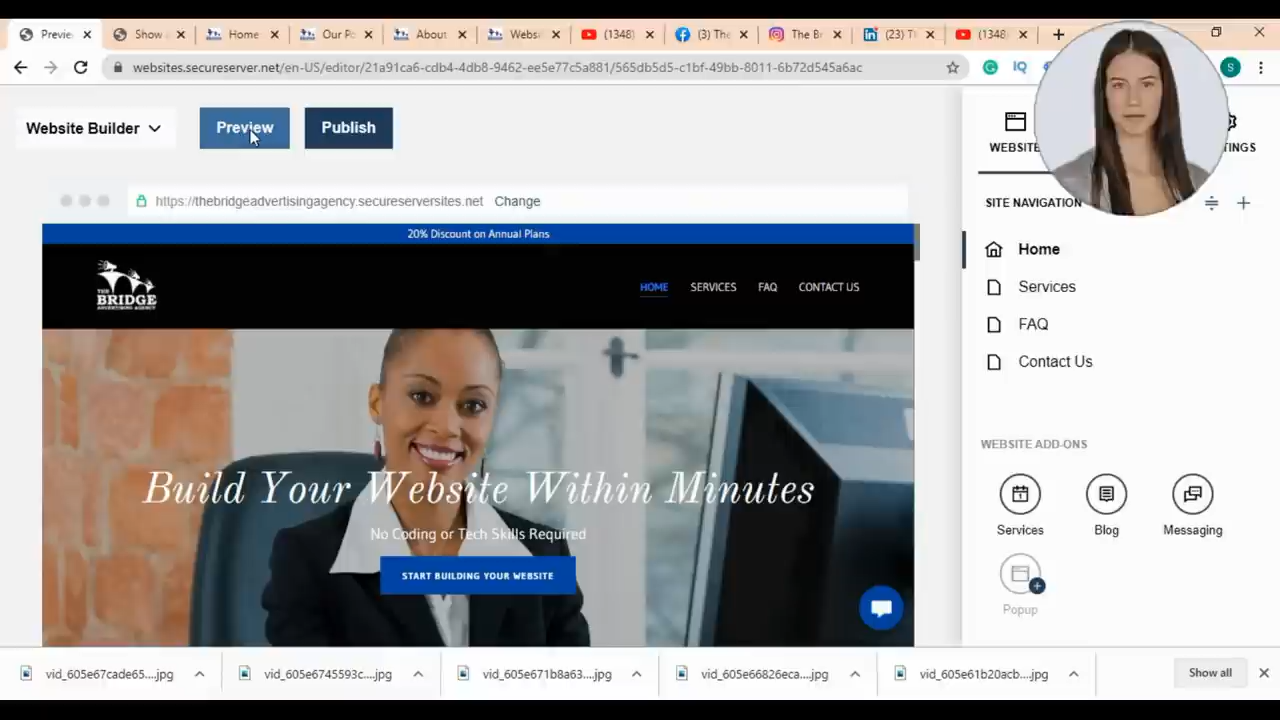 Previe
Show
Home
Our Po
About
Websi
(1348)
(3) The
The Br
(23) T
(1348
websites.secureserver.net/en-US/editor/21a91ca6-cdb4-4db8-9462-ee5e77c5a881/565db5d5-c1bf-49bb-8011-6b72d545a6ac
IQ
S
Website Builder
Preview
Publish
WEBSITE
TINGS
https://thebridgeadvertisingagency.secureserversites.net Change
SITE NAVIGATION
20% Discount on Annual Plans
THE
BRIDGE
ADVERTISING AGENCY
HOME SERVICES FAQ CONTACT US
Home
Services
FAQ
Contact Us
Build Your Website Within Minutes
No Coding or Tech Skills Required
START BUILDING YOUR WEBSITE
WEBSITE ADD-ONS
Services
Blog
Messaging
Popup
vid_605e67cade65....jpg
vid_605e6745593c....jpg
vid_605e671b8a63....jpg
vid_605e66826eca....jpg
vid_605e61b20acb....jpg
Show all